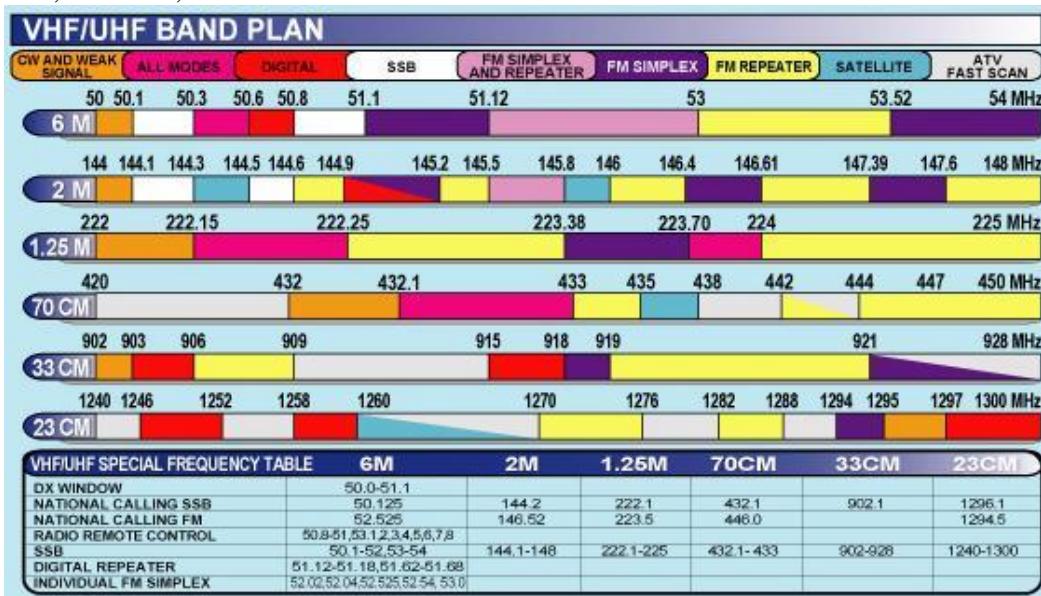 VHF/UHF BAND PLAN
CW AND WEAK SIGNAL ALL MODES DIGITAL SSB FM SIMPLEX AND REPEATER FM SIMPLEX FM REPEATER SATELLITE ATV FAST SCAN
50 50.1 50.3 50.6 50.8 51.1 51.12 53 53.52 54 MHz
6 M
144 144.1 144.3 144.5 144.6 144.9 145.2 145.5 145.8 146 146.4 146.61 147.39 147.6 148 MHz
2 M
222 222.15 222.25 223.38 223.70 224 225 MHz
1.25 M
420 432 432.1 433 435 438 442 444 447 450 MHz
70 CM
902 903 906 909 915 918 919 921 928 MHz
33 CM
1240 1246 1252 1258 1260 1270 1276 1282 1288 1294 1295 1297 1300 MHz
23 CM
VHF/UHF SPECIAL FREQUENCY TABLE 6M 2M 1.25M 70CM 33CM 23CM
DX WINDOW 50.0-51.1
NATIONAL CALLING SSB 50.125 144.2 222.1 432.1 902.1 1296.1
NATIONAL CALLING FM 52.525 146.52 223.5 446.0 1294.5
RADIO REMOTE CONTROL 50.8-51,53.1,2,3,4,5,6,7,8
SSB 50.1-52,53-54 144.1-148 222.1-225 432.1-433 902-928 1240-1300
DIGITAL REPEATER 51.12-51.18,51.62-51.68
INDIVIDUAL FM SIMPLEX 52.02,52.04,52.525,52.54, 53.0